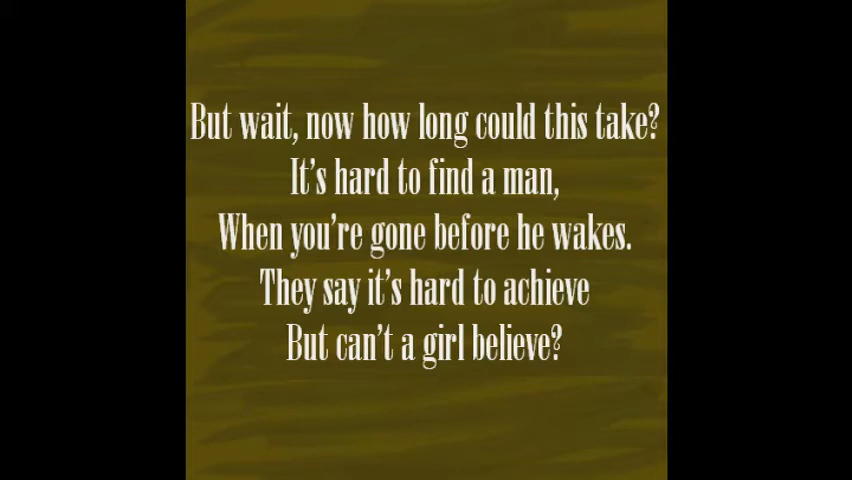 But wait, now how long could this take?
It's hard to find a man,
When you're gone before he wakes.
They say it's hard to achieve
But can't a girl believe?